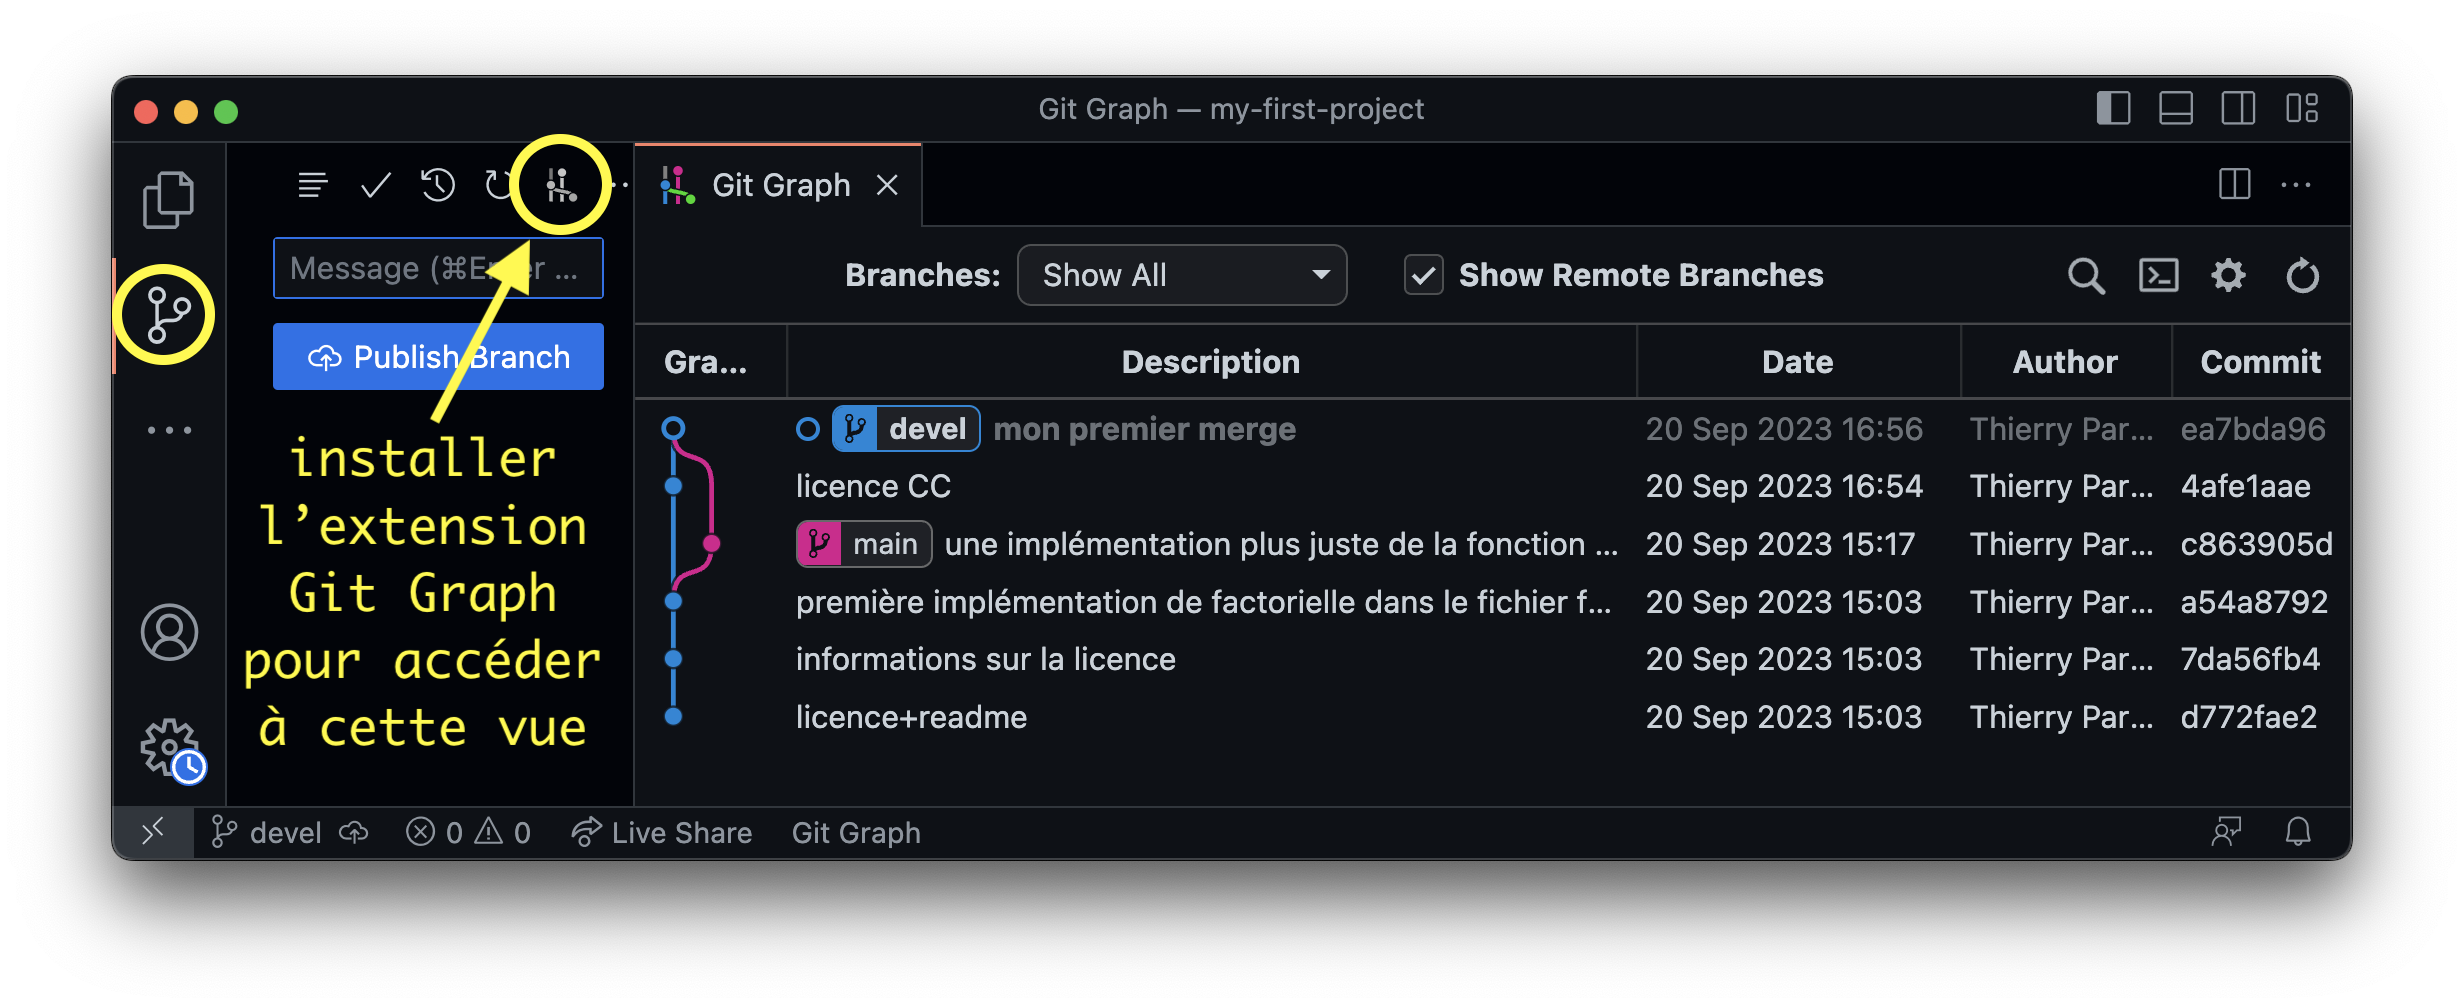 Git Graph — my-first-project
Git Graph
Message (⌘Enter ...
Publish Branch
installer
l’extension
Git Graph
pour accéder
à cette vue
Branches: Show All Show Remote Branches
Gra... Description Date Author Commit
devel mon premier merge 20 Sep 2023 16:56 Thierry Par... ea7bda96
licence CC 20 Sep 2023 16:54 Thierry Par... 4afe1aae
main une implémentation plus juste de la fonction ... 20 Sep 2023 15:17 Thierry Par... c863905d
première implémentation de factorielle dans le fichier f... 20 Sep 2023 15:03 Thierry Par... a54a8792
informations sur la licence 20 Sep 2023 15:03 Thierry Par... 7da56fb4
licence+readme 20 Sep 2023 15:03 Thierry Par... d772fae2
devel 0 0 Live Share Git Graph